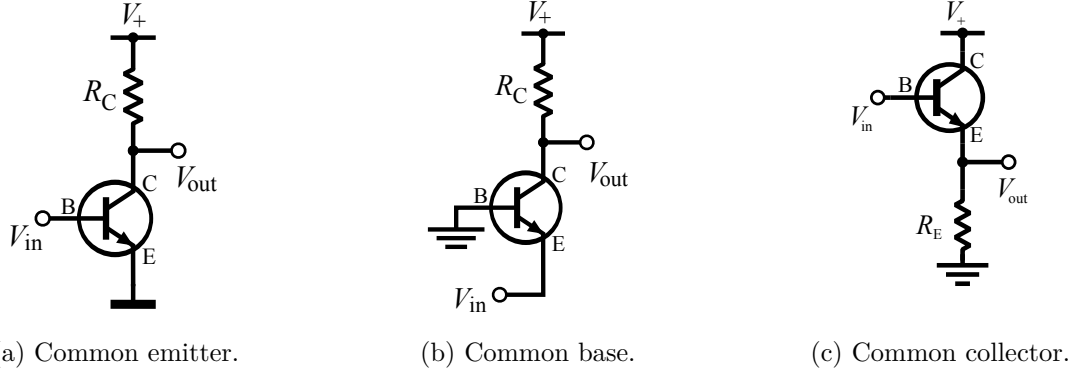 V+
RC
C
Vout
B
Vin
E
(a) Common emitter.
V+
RC
C
Vout
B
E
Vin
(b) Common base.
V+
C
B
Vin
E
Vout
RE
(c) Common collector.